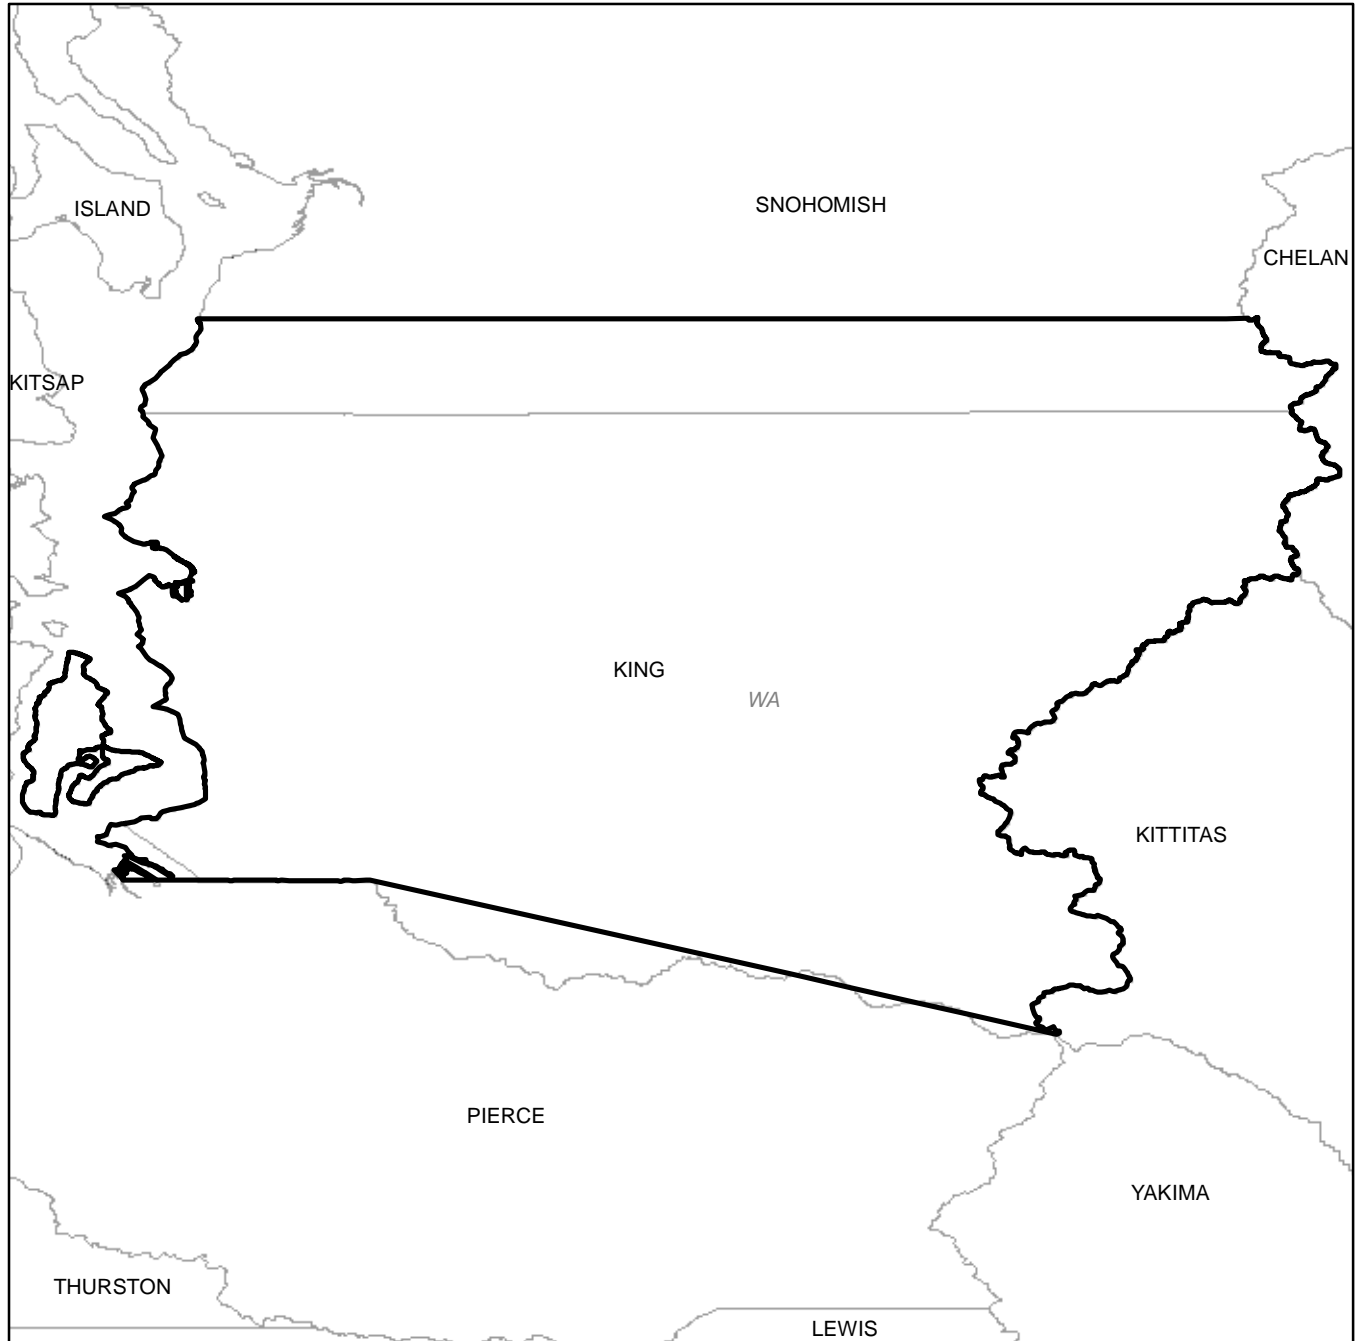 SNOHOMISH
ISLAND
CHELAN
KITSAP
KING
WA
KITTITAS
PIERCE
YAKIMA
THURSTON
LEWIS